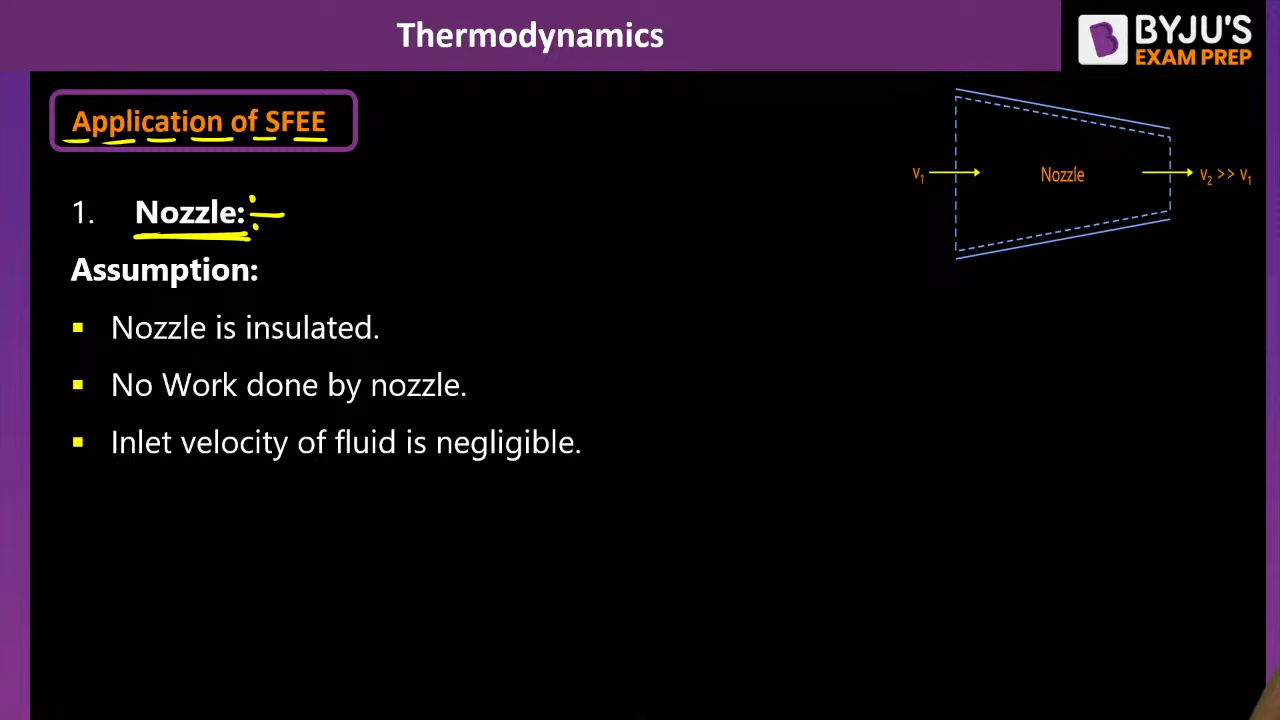 Thermodynamics
BYJU'S
EXAM PREP
Application of SFEE
1. Nozzle:
v₁
Nozzle
v₂ >> v₁
Assumption:
▪ Nozzle is insulated.
▪ No Work done by nozzle.
▪ Inlet velocity of fluid is negligible.